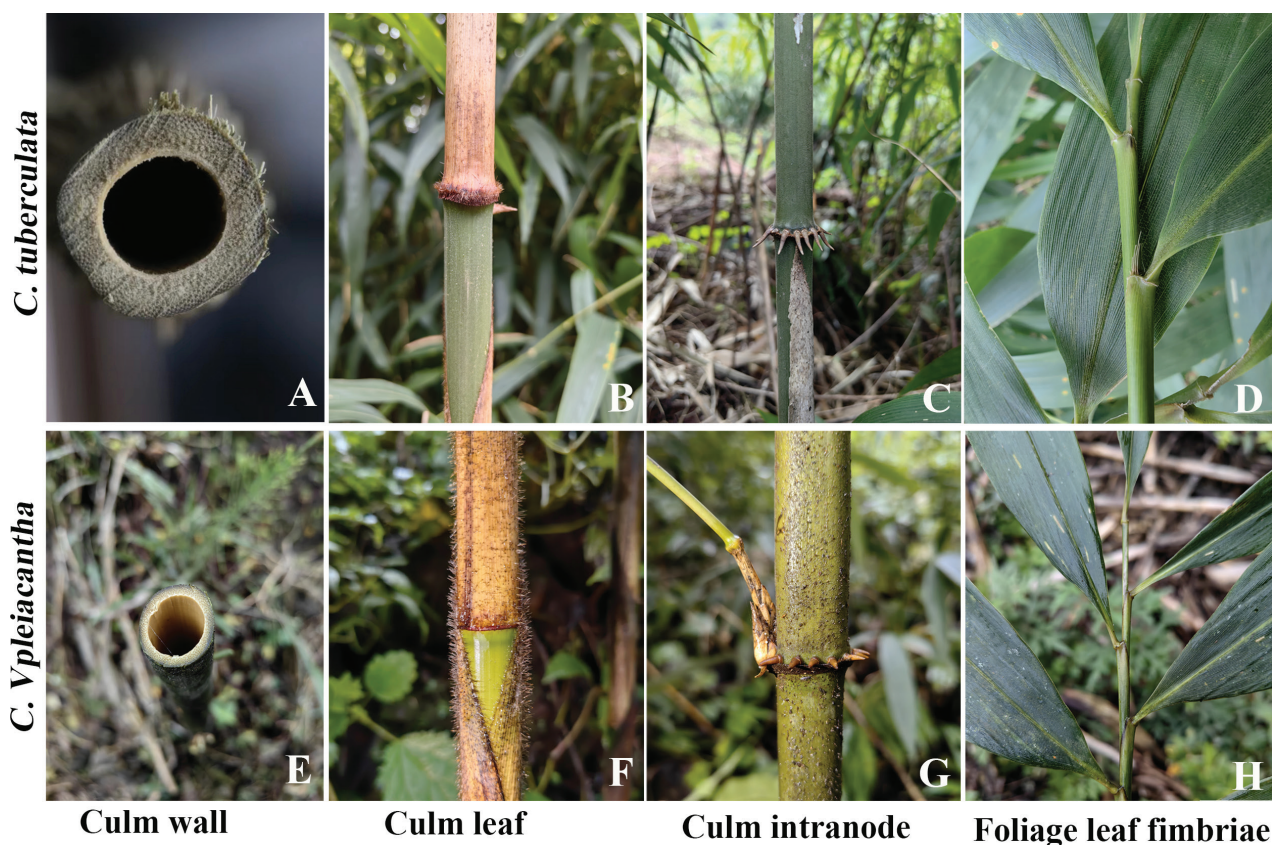 C. tuberculata
A
B
C
D
C. Vpleiacantha
E
F
G
H
Culm wall
Culm leaf
Culm intranode
Foliage leaf fimbriae